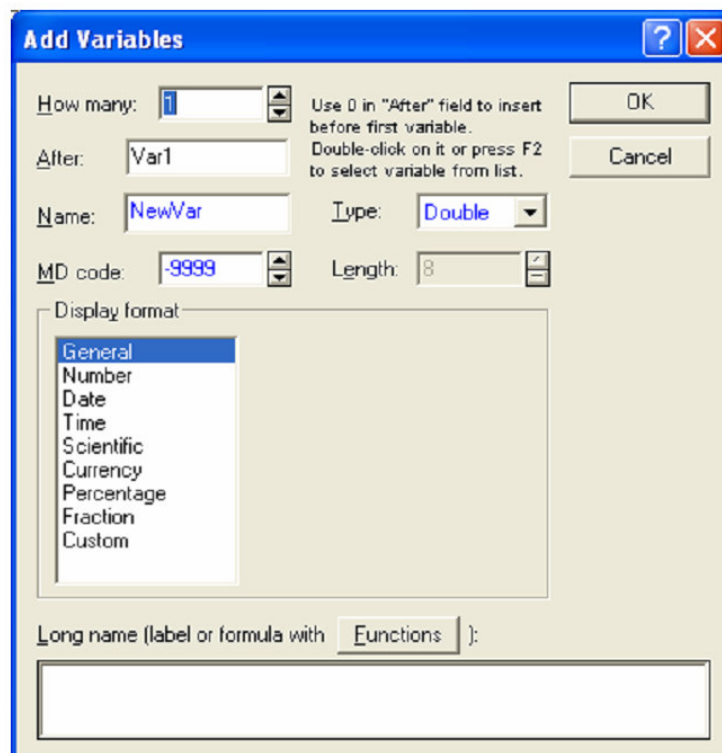 Add Variables
?
How many: 1
Use 0 in "After" field to insert
before first variable.
Double-click on it or press F2
to select variable from list.
OK
After: Var1
Cancel
Name: NewVar
Type: Double
MD code: -9999
Length: 8
Display format
General
Number
Date
Time
Scientific
Currency
Percentage
Fraction
Custom
Long name (label or formula with Functions ):